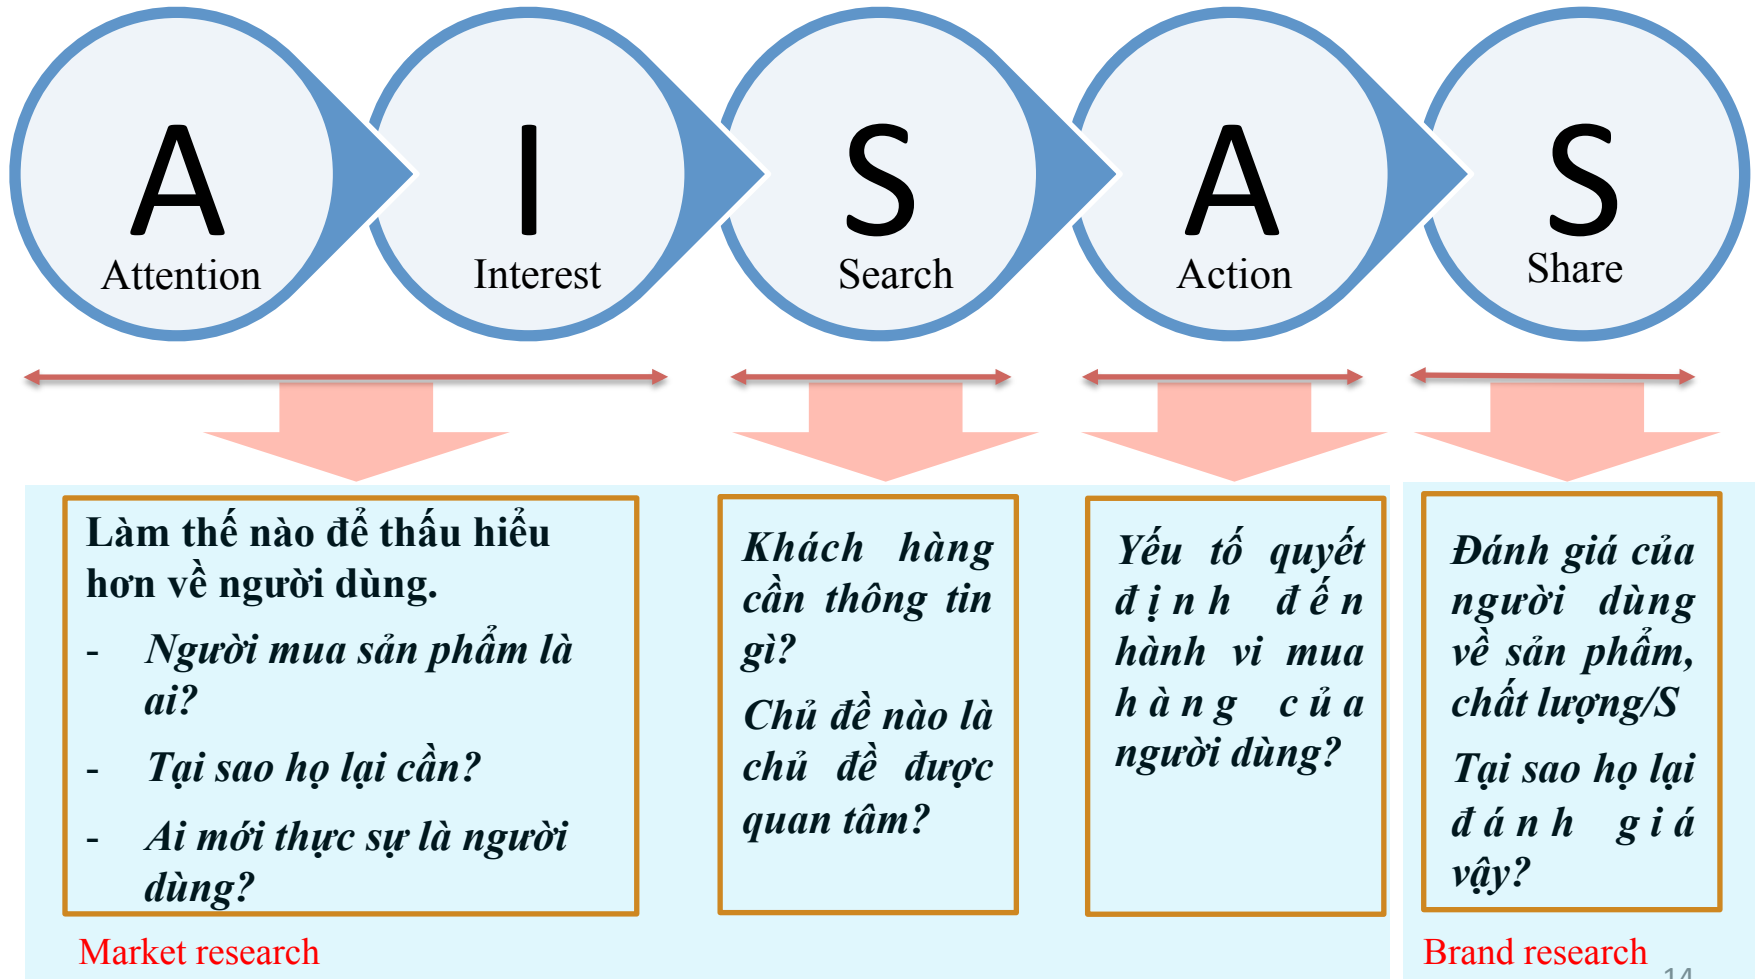 A
Attention
I
Interest
S
Search
A
Action
S
Share
Làm thế nào để thấu hiểu
hơn về người dùng.
- Người mua sản phẩm là
ai?
- Tại sao họ lại cần?
- Ai mới thực sự là người
dùng?
Khách hàng
cần thông tin
gì?
Chủ đề nào là
chủ đề được
quan tâm?
Yếu tố quyết
định đến
hành vi mua
hàng của
người dùng?
Đánh giá của
người dùng
về sản phẩm,
chất lượng/S
Tại sao họ lại
đánh giá
vậy?
Market research
Brand research
14